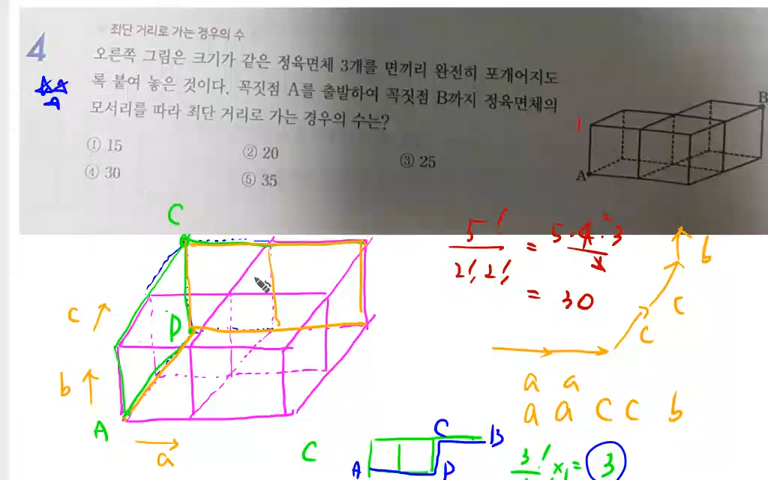 최단 거리로 가는 경우의 수
4
오른쪽 그림은 크기가 같은 정육면체 3개를 면끼리 완전히 포개어지도
록 붙여 놓은 것이다. 꼭짓점 A를 출발하여 꼭짓점 B까지 정육면체의
모서리를 따라 최단 거리로 가는 경우의 수는?
① 15
② 20
③ 25
④ 30
⑤ 35
1
A
B
C
D
c
b
A
a
5!
2! 2!
= 5·4·3
= 30
b
c
c
a a
a a c c b
C
A
C
B
D
3!
×1 = 3